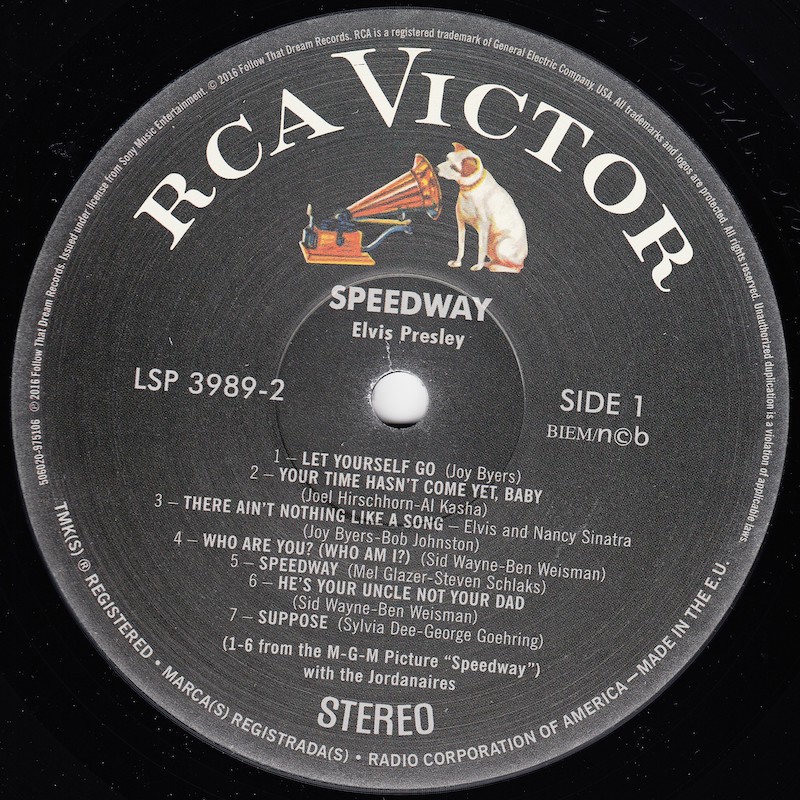 506020-975106 ℗ 2016 Follow That Dream Records. Issued under license from Sony Music Entertainment. © 2016 Follow That Dream Records. RCA is a registered trademark of General Electric Company, USA. All trademarks and logos are protected. All rights reserved. Unauthorized duplication is a violation of applicable laws.
RCA VICTOR
SPEEDWAY
Elvis Presley
LSP 3989-2
SIDE 1
BIEM/n©b
1 – LET YOURSELF GO (Joy Byers)
2 – YOUR TIME HASN'T COME YET, BABY
(Joel Hirschhorn-Al Kasha)
3 – THERE AIN'T NOTHING LIKE A SONG – Elvis and Nancy Sinatra
(Joy Byers-Bob Johnston)
4 – WHO ARE YOU? (WHO AM I?) (Sid Wayne-Ben Weisman)
5 – SPEEDWAY (Mel Glazer-Steven Schlaks)
6 – HE'S YOUR UNCLE NOT YOUR DAD
(Sid Wayne-Ben Weisman)
7 – SUPPOSE (Sylvia Dee-George Goehring)
(1-6 from the M-G-M Picture "Speedway")
with the Jordanaires
STEREO
TMK(S) ® REGISTERED • MARCA(S) REGISTRADA(S) • RADIO CORPORATION OF AMERICA — MADE IN THE E.U.